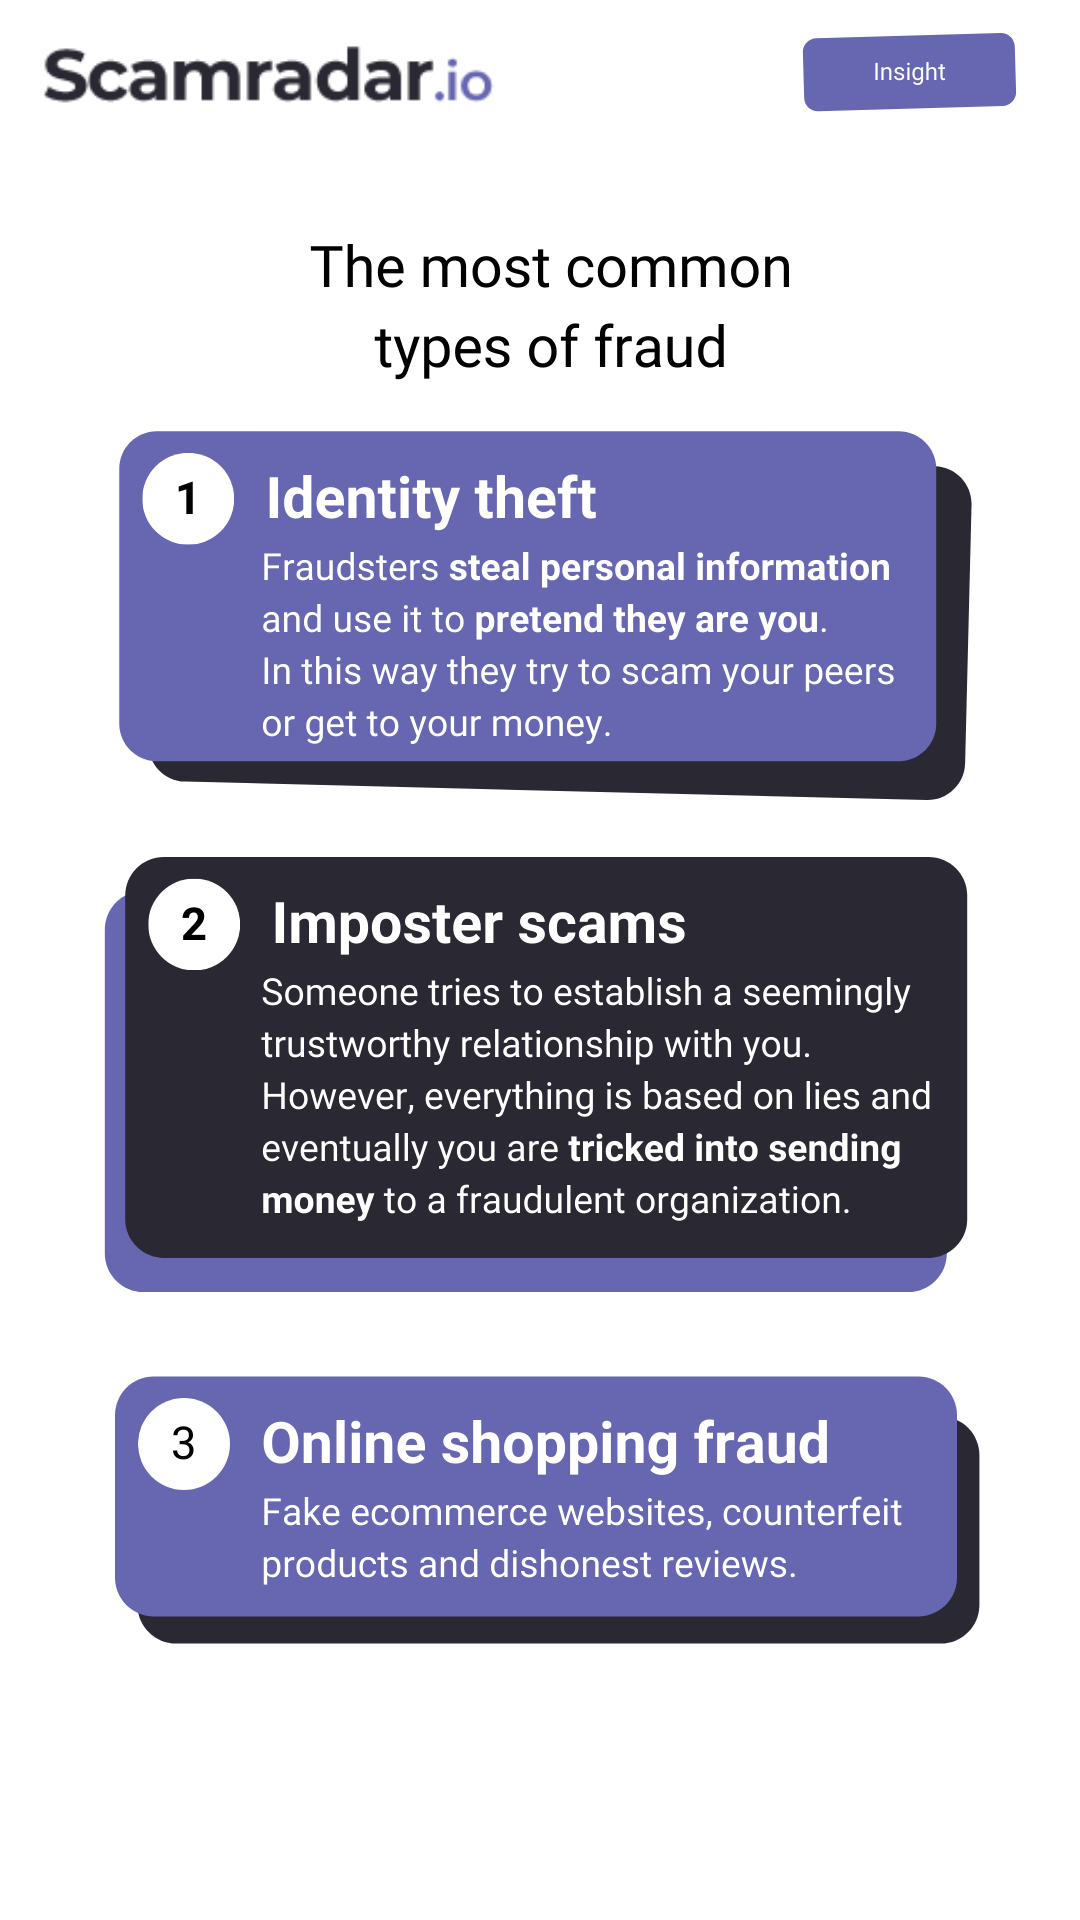 Scamradar.io
Insight
The most common
types of fraud
1
Identity theft
Fraudsters steal personal information
and use it to pretend they are you.
In this way they try to scam your peers
or get to your money.
2
Imposter scams
Someone tries to establish a seemingly
trustworthy relationship with you.
However, everything is based on lies and
eventually you are tricked into sending
money to a fraudulent organization.
3
Online shopping fraud
Fake ecommerce websites, counterfeit
products and dishonest reviews.